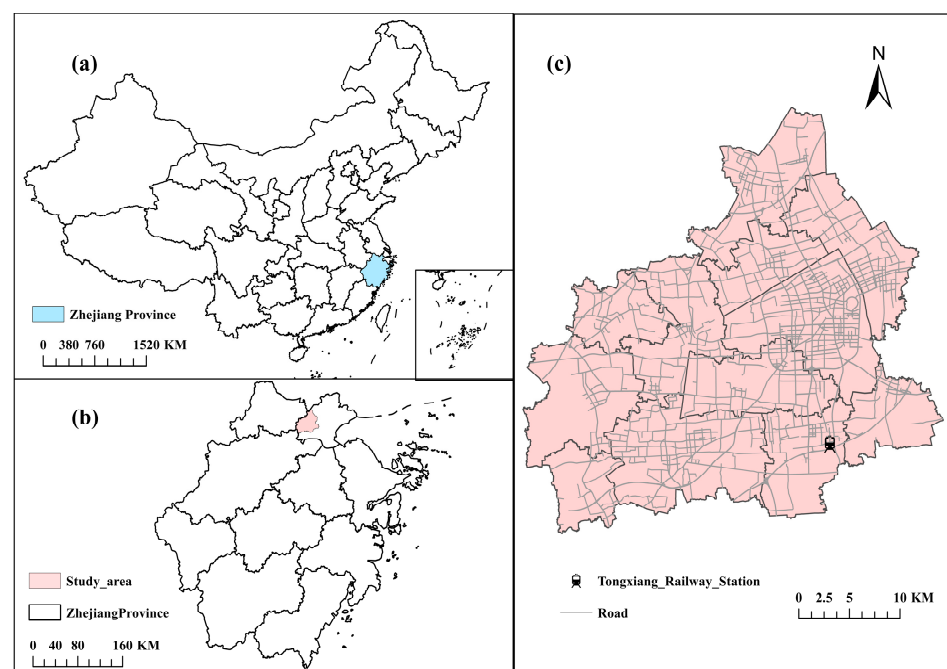 (a)
Zhejiang Province
0 380 760 1520 KM
(b)
Study_area
ZhejiangProvince
0 40 80 160 KM
(c)
N
Tongxiang_Railway_Station
Road
0 2.5 5 10 KM